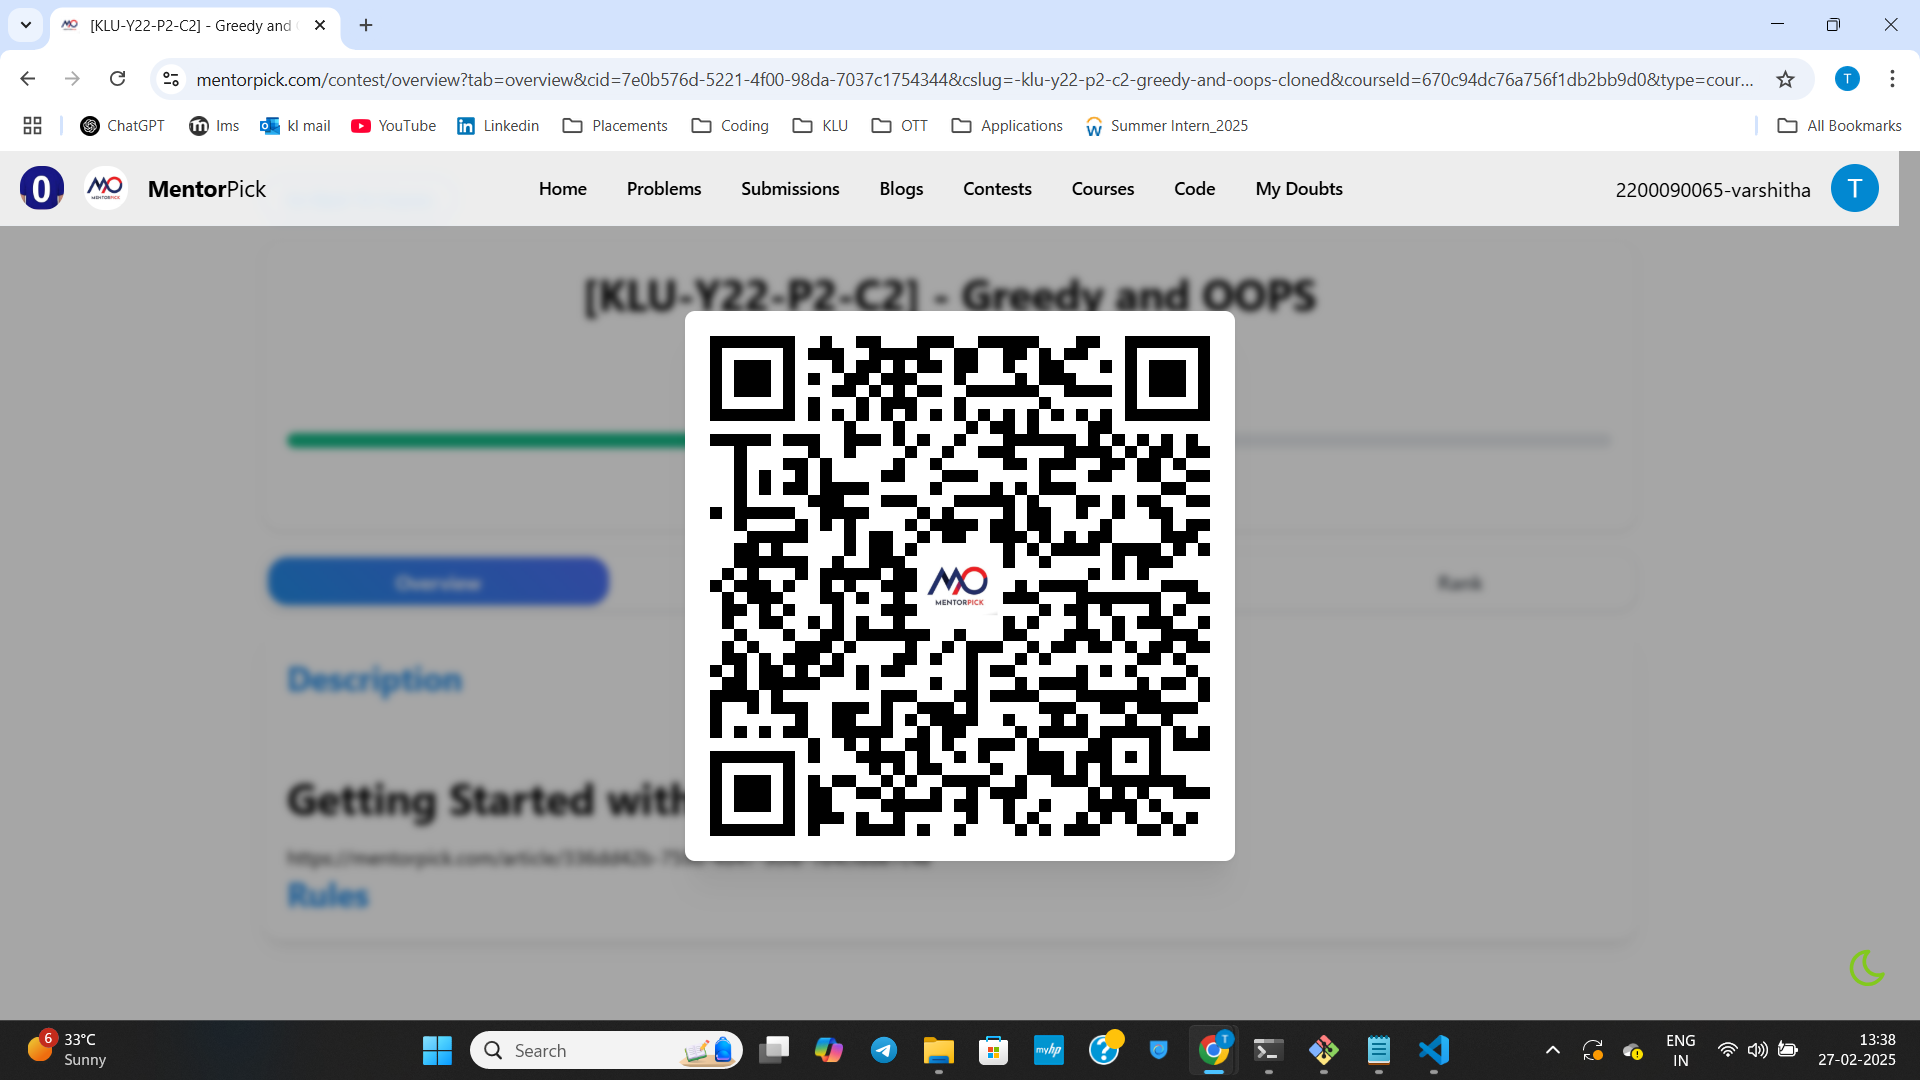 [KLU-Y22-P2-C2] - Greedy and
mentorpick.com/contest/overview?tab=overview&cid=7e0b576d-5221-4f00-98da-7037c1754344&cslug=-klu-y22-p2-c2-greedy-and-oops-cloned&courseId=670c94dc76a756f1db2bb9d0&type=cour...
T
ChatGPT lms kl mail YouTube Linkedin Placements Coding KLU OTT Applications Summer Intern_2025 All Bookmarks
0 MENTORPICK MentorPick Home Problems Submissions Blogs Contests Courses Code My Doubts 2200090065-varshitha T
[KLU-Y22-P2-C2] - Greedy and OOPS
Overview Rank
MENTORPICK
Description
Getting Started with
Rules
6 33°C
Sunny
Search
myhp
T
ENG
IN
13:38
27-02-2025